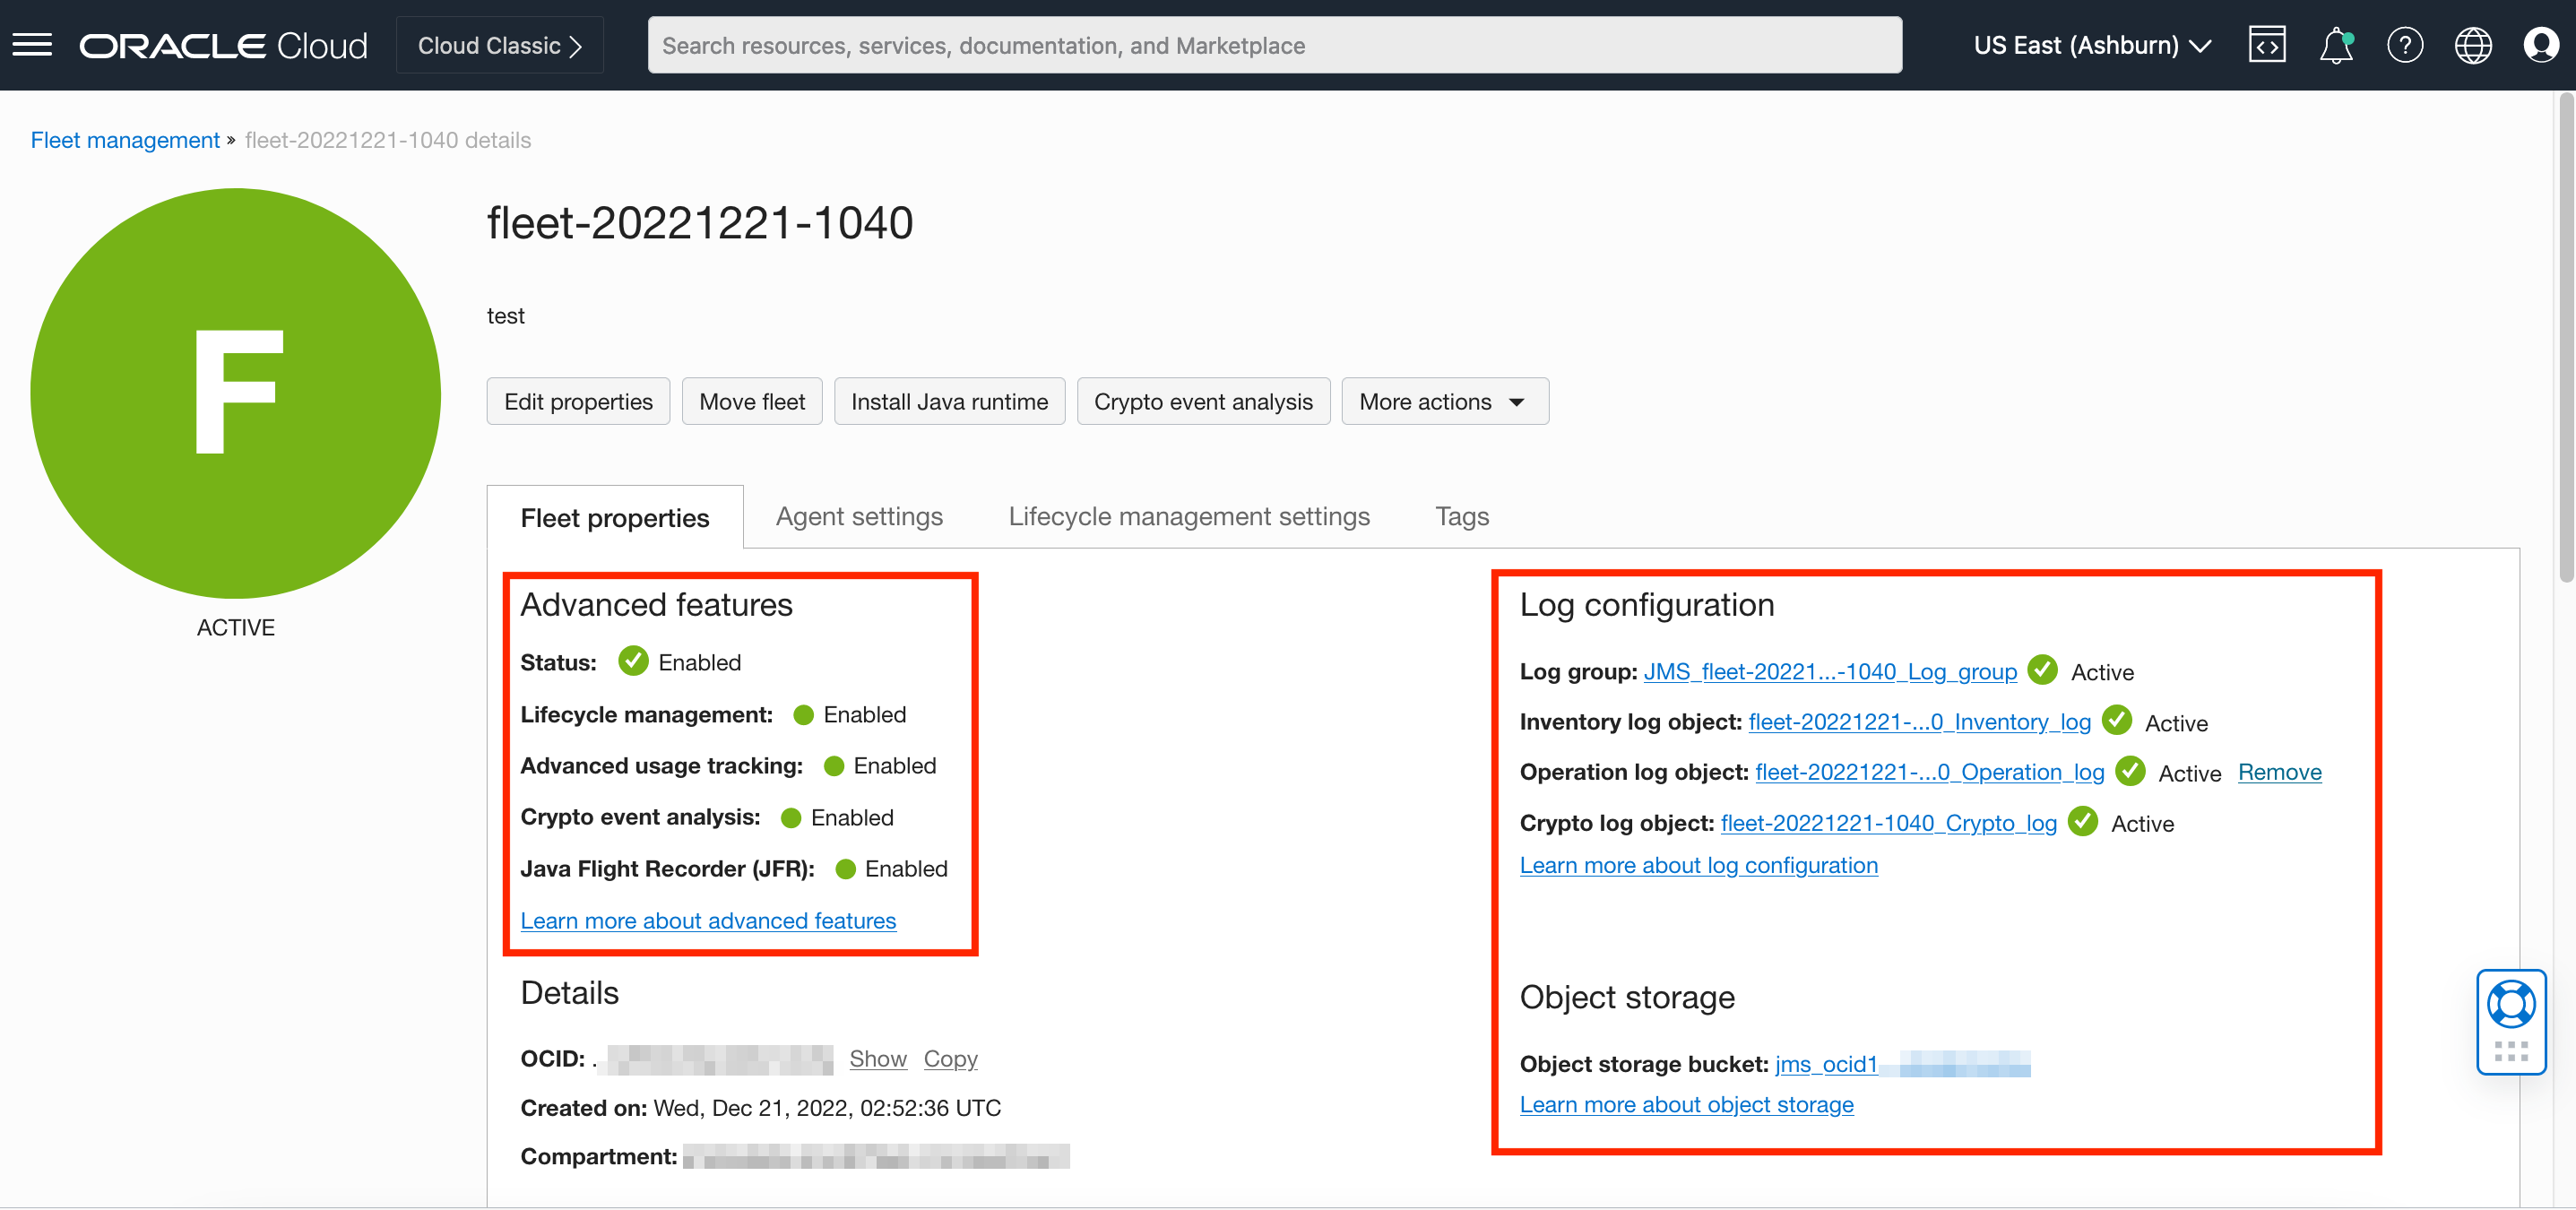 ORACLE Cloud
Cloud Classic
Search resources, services, documentation, and Marketplace
US East (Ashburn)
Fleet management » fleet-20221221-1040 details
F
ACTIVE
fleet-20221221-1040
test
Edit properties
Move fleet
Install Java runtime
Crypto event analysis
More actions
Fleet properties
Agent settings
Lifecycle management settings
Tags
Advanced features
Status: Enabled
Lifecycle management: Enabled
Advanced usage tracking: Enabled
Crypto event analysis: Enabled
Java Flight Recorder (JFR): Enabled
Learn more about advanced features
Details
OCID: Show Copy
Created on: Wed, Dec 21, 2022, 02:52:36 UTC
Compartment:
Log configuration
Log group: JMS_fleet-20221...-1040_Log_group Active
Inventory log object: fleet-20221221-...0_Inventory_log Active
Operation log object: fleet-20221221-...0_Operation_log Active Remove
Crypto log object: fleet-20221221-1040_Crypto_log Active
Learn more about log configuration
Object storage
Object storage bucket: jms_ocid1
Learn more about object storage